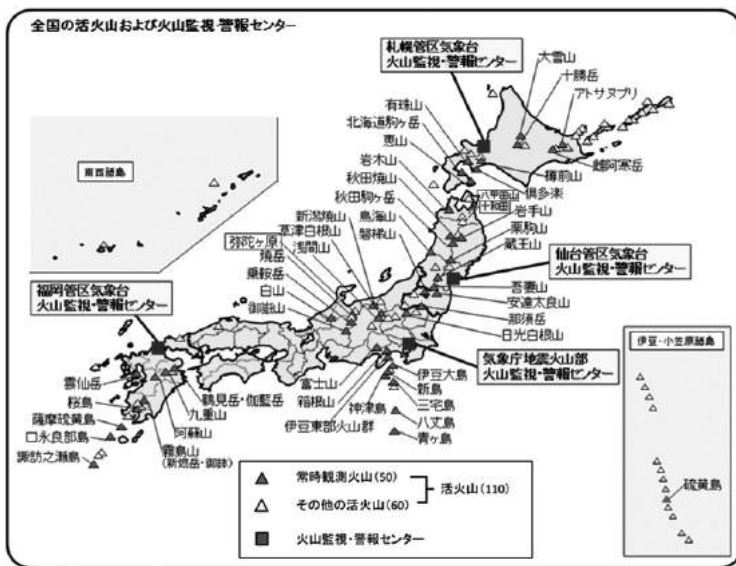 全国の活火山および火山監視・警報センター
札幌管区気象台
火山監視・警報センター
大雪山
十勝岳
アトサヌプリ
有珠山
北海道駒ヶ岳
恵山
岩木山
秋田焼山
秋田駒ヶ岳
鳥海山
磐梯山
雌阿寒岳
樽前山
倶多楽
八甲田山
十和田
岩手山
栗駒山
蔵王山
南西諸島
新潟焼山
草津白根山
弥陀ヶ原
浅間山
焼岳
乗鞍岳
白山
御嶽山
仙台管区気象台
火山監視・警報センター
吾妻山
安達太良山
那須岳
日光白根山
福岡管区気象台
火山監視・警報センター
気象庁地震火山部
火山監視・警報センター
伊豆・小笠原諸島
雲仙岳
桜島
薩摩硫黄島
口永良部島
諏訪之瀬島
鶴見岳・伽藍岳
九重山
阿蘇山
霧島山
(新燃岳・御鉢)
富士山
箱根山
伊豆東部火山群
伊豆大島
新島
神津島
三宅島
八丈島
青ヶ島
硫黄島
常時観測火山(50)
その他の活火山(60)
活火山(110)
火山監視・警報センター